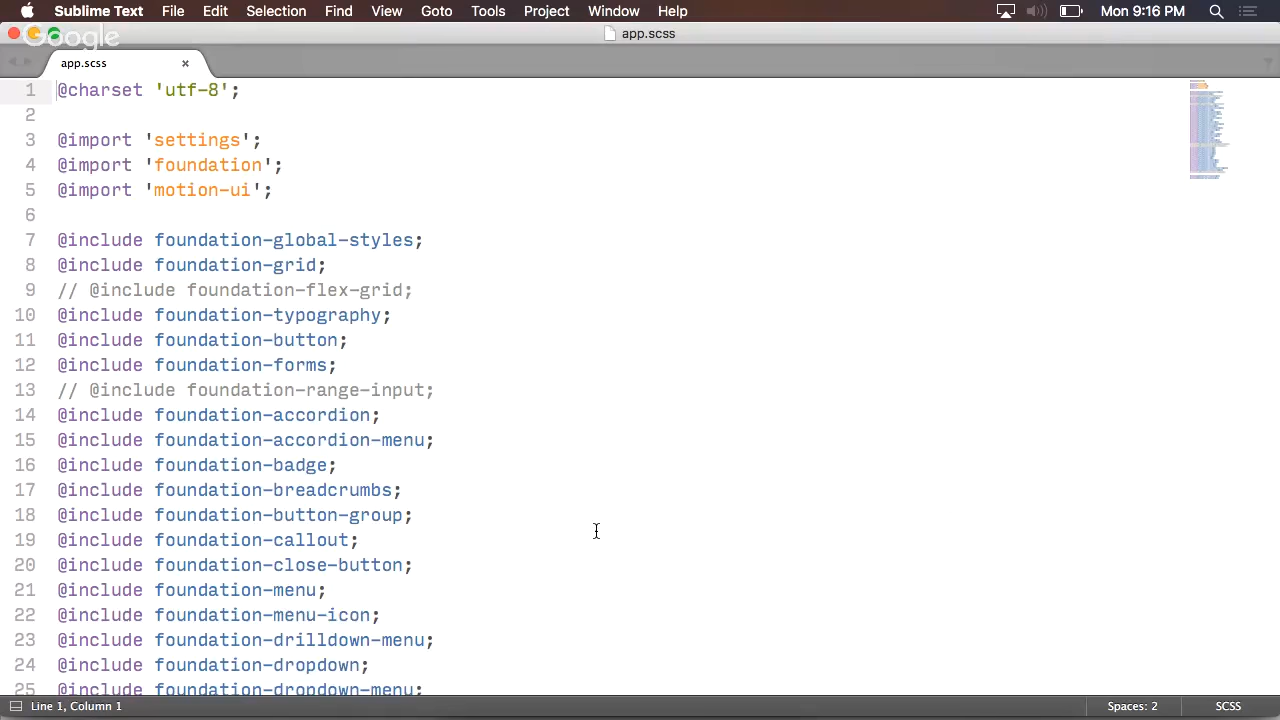 Sublime Text File Edit Selection Find View Goto Tools Project Window Help Mon 9:16 PM
Google
app.scss
app.scss ×
1 @charset 'utf-8';
2
3 @import 'settings';
4 @import 'foundation';
5 @import 'motion-ui';
6
7 @include foundation-global-styles;
8 @include foundation-grid;
9 // @include foundation-flex-grid;
10 @include foundation-typography;
11 @include foundation-button;
12 @include foundation-forms;
13 // @include foundation-range-input;
14 @include foundation-accordion;
15 @include foundation-accordion-menu;
16 @include foundation-badge;
17 @include foundation-breadcrumbs;
18 @include foundation-button-group;
19 @include foundation-callout;
20 @include foundation-close-button;
21 @include foundation-menu;
22 @include foundation-menu-icon;
23 @include foundation-drilldown-menu;
24 @include foundation-dropdown;
25 @include foundation-dropdown-menu;
Line 1, Column 1 Spaces: 2 SCSS